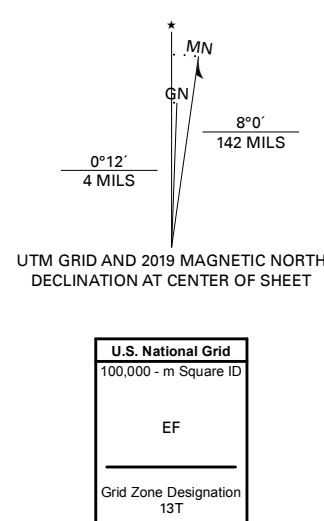 ★
MN
GN
8°0´
142 MILS
0°12´
4 MILS
UTM GRID AND 2019 MAGNETIC NORTH
DECLINATION AT CENTER OF SHEET
U.S. National Grid
100,000 - m Square ID
EF
Grid Zone Designation
13T